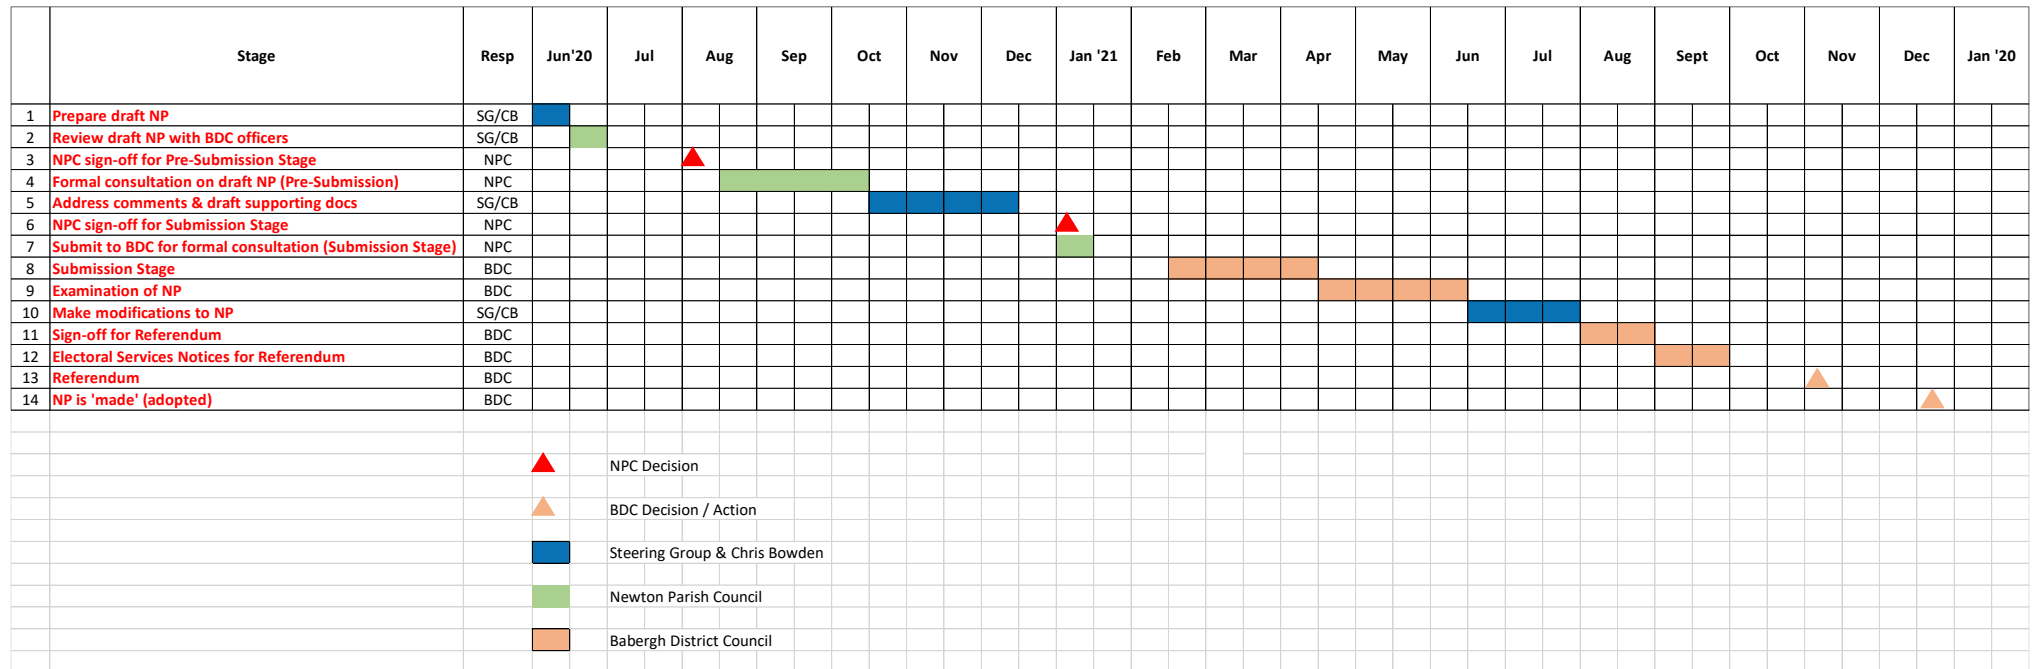 Stage Resp Jun'20 Jul Aug Sep Oct Nov Dec Jan '21 Feb Mar Apr May Jun Jul Aug Sept Oct Nov Dec Jan '20
1 Prepare draft NP SG/CB
2 Review draft NP with BDC officers SG/CB
3 NPC sign-off for Pre-Submission Stage NPC
4 Formal consultation on draft NP (Pre-Submission) NPC
5 Address comments & draft supporting docs SG/CB
6 NPC sign-off for Submission Stage NPC
7 Submit to BDC for formal consultation (Submission Stage) NPC
8 Submission Stage BDC
9 Examination of NP BDC
10 Make modifications to NP SG/CB
11 Sign-off for Referendum BDC
12 Electoral Services Notices for Referendum BDC
13 Referendum BDC
14 NP is 'made' (adopted) BDC
NPC Decision
BDC Decision / Action
Steering Group & Chris Bowden
Newton Parish Council
Babergh District Council